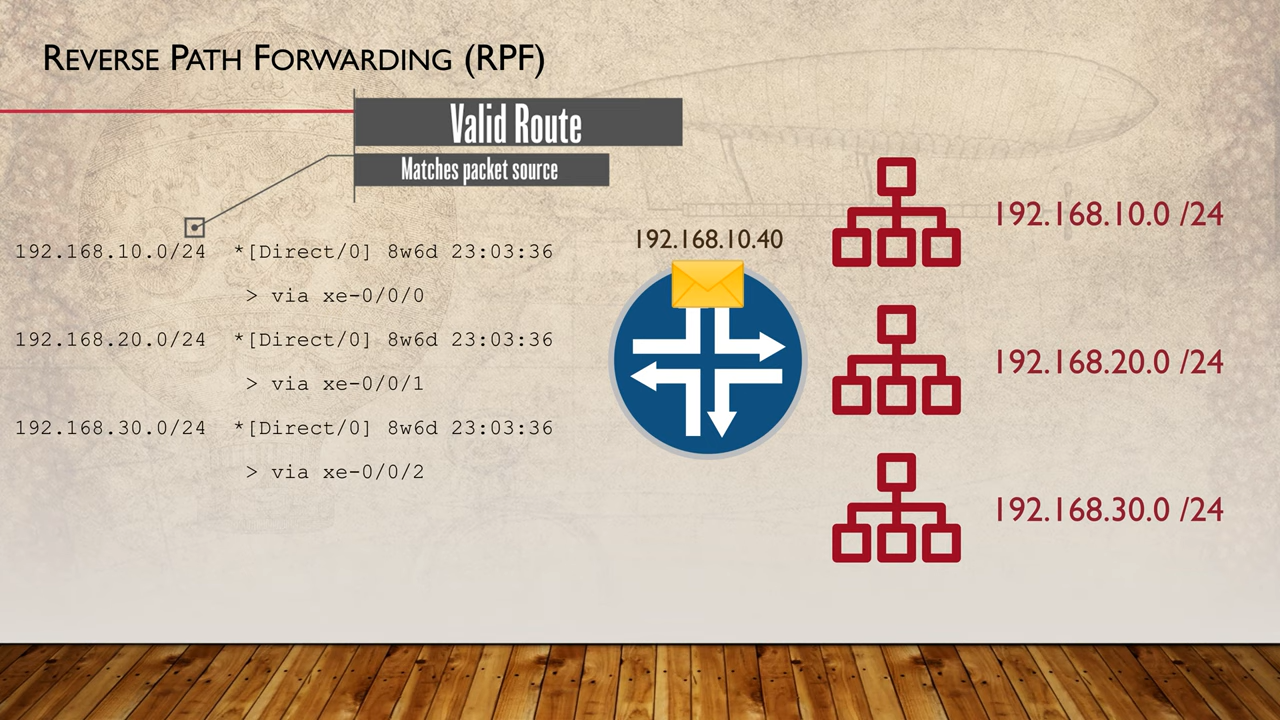 REVERSE PATH FORWARDING (RPF)
Valid Route
Matches packet source
192.168.10.0/24 *[Direct/0] 8w6d 23:03:36
> via xe-0/0/0
192.168.20.0/24 *[Direct/0] 8w6d 23:03:36
> via xe-0/0/1
192.168.30.0/24 *[Direct/0] 8w6d 23:03:36
> via xe-0/0/2
192.168.10.40
192.168.10.0 /24
192.168.20.0 /24
192.168.30.0 /24